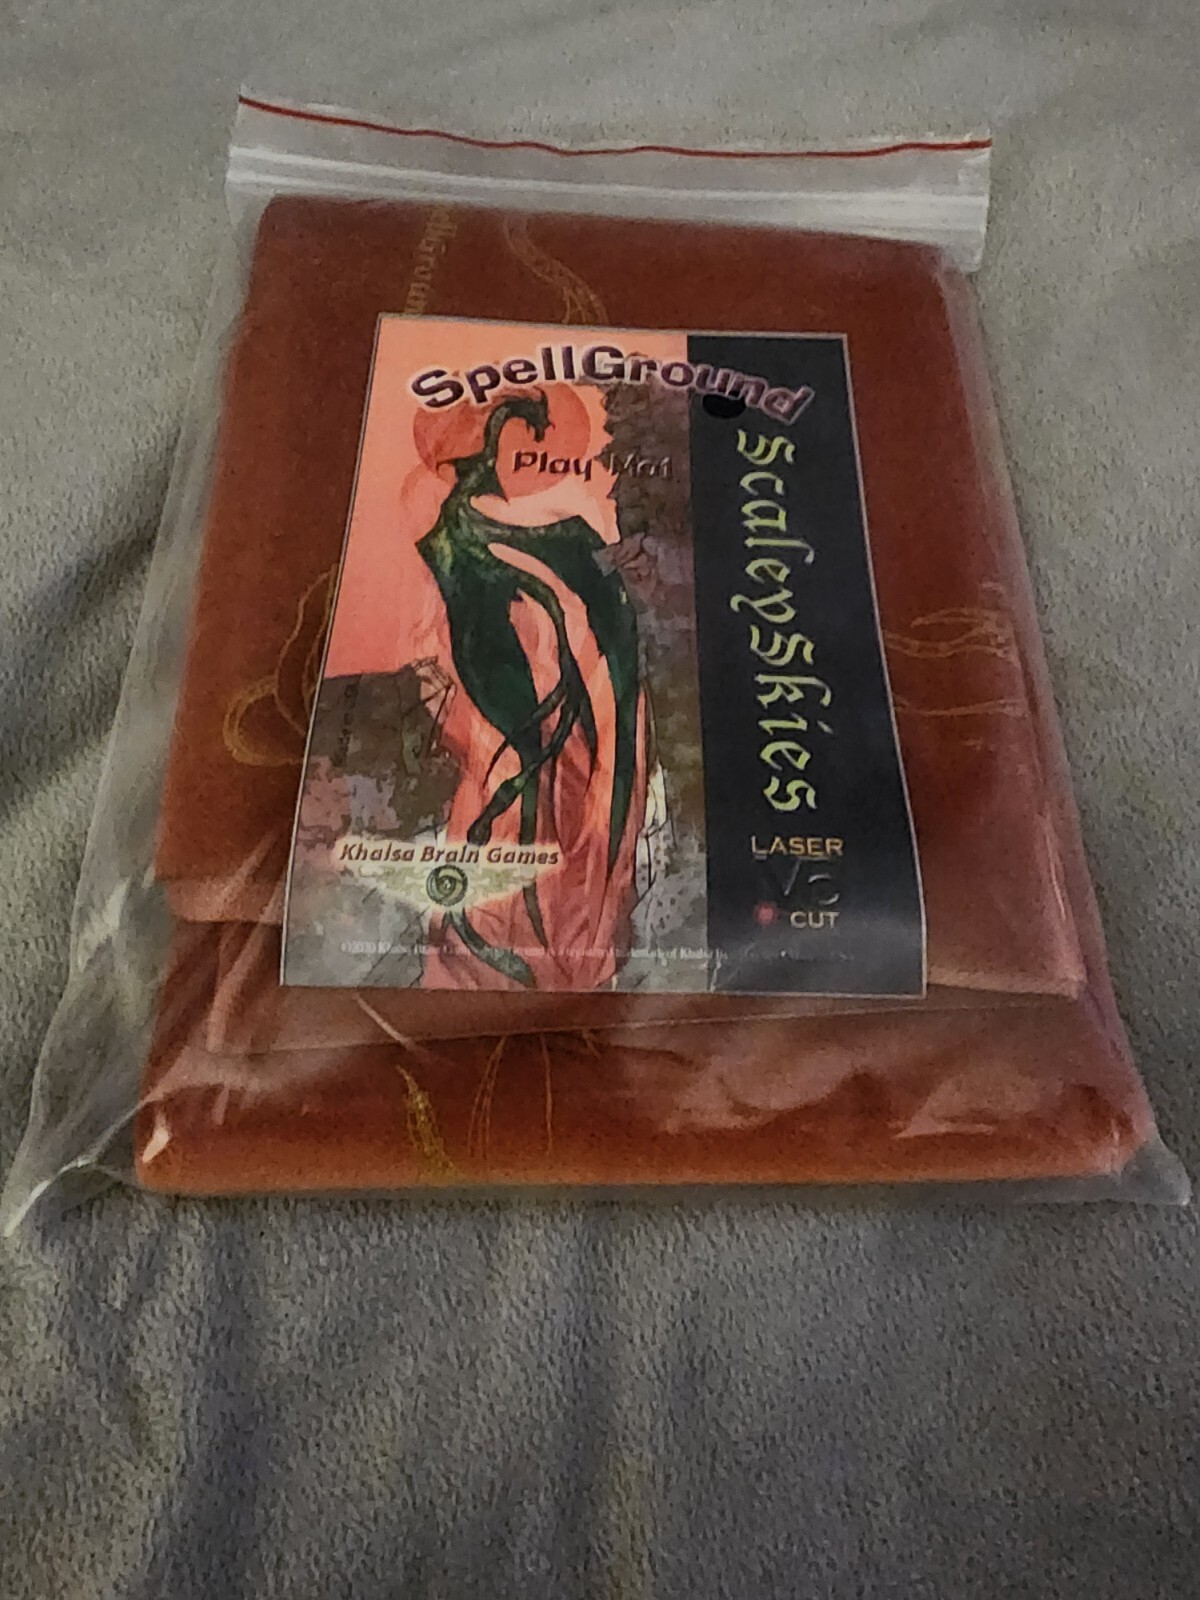 SpellGround
Play Mat
ScaleySkies
LASER
CUT
Khalsa Brain Games